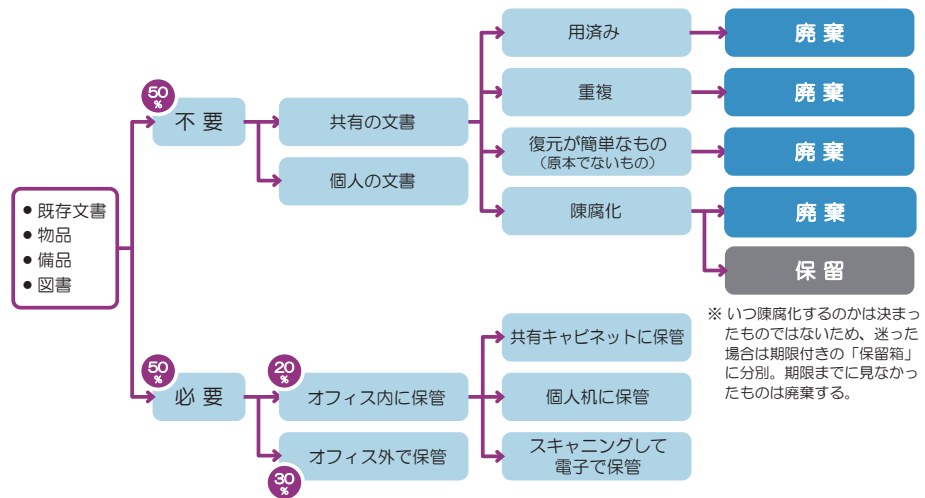 ● 既存文書
● 物品
● 備品
● 図書
50%
不要
共有の文書
個人の文書
用済み
廃棄
重複
廃棄
復元が簡単なもの
(原本でないもの)
廃棄
陳腐化
廃棄
保留
※ いつ陳腐化するのかは決まっ
たものではないため、迷った
場合は期限付きの「保留箱」
に分別。期限までに見なかっ
たものは廃棄する。
50%
必要
20%
オフィス内に保管
オフィス外で保管
30%
共有キャビネットに保管
個人机に保管
スキャニングして
電子で保管